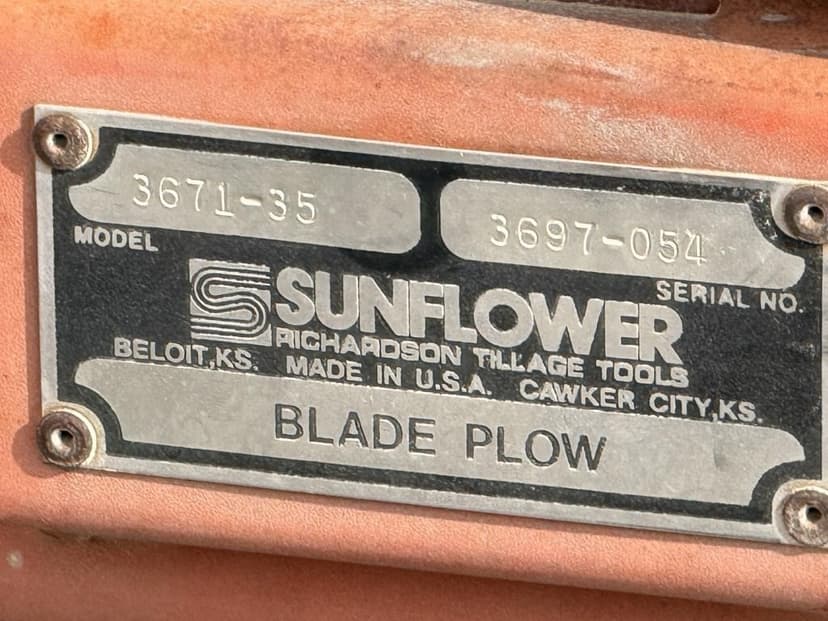 3671-35
3697-054
MODEL
SERIAL NO.
SUNFLOWER
RICHARDSON TILLAGE TOOLS
BELOIT,KS. MADE IN U.S.A. CAWKER CITY,KS.
BLADE PLOW